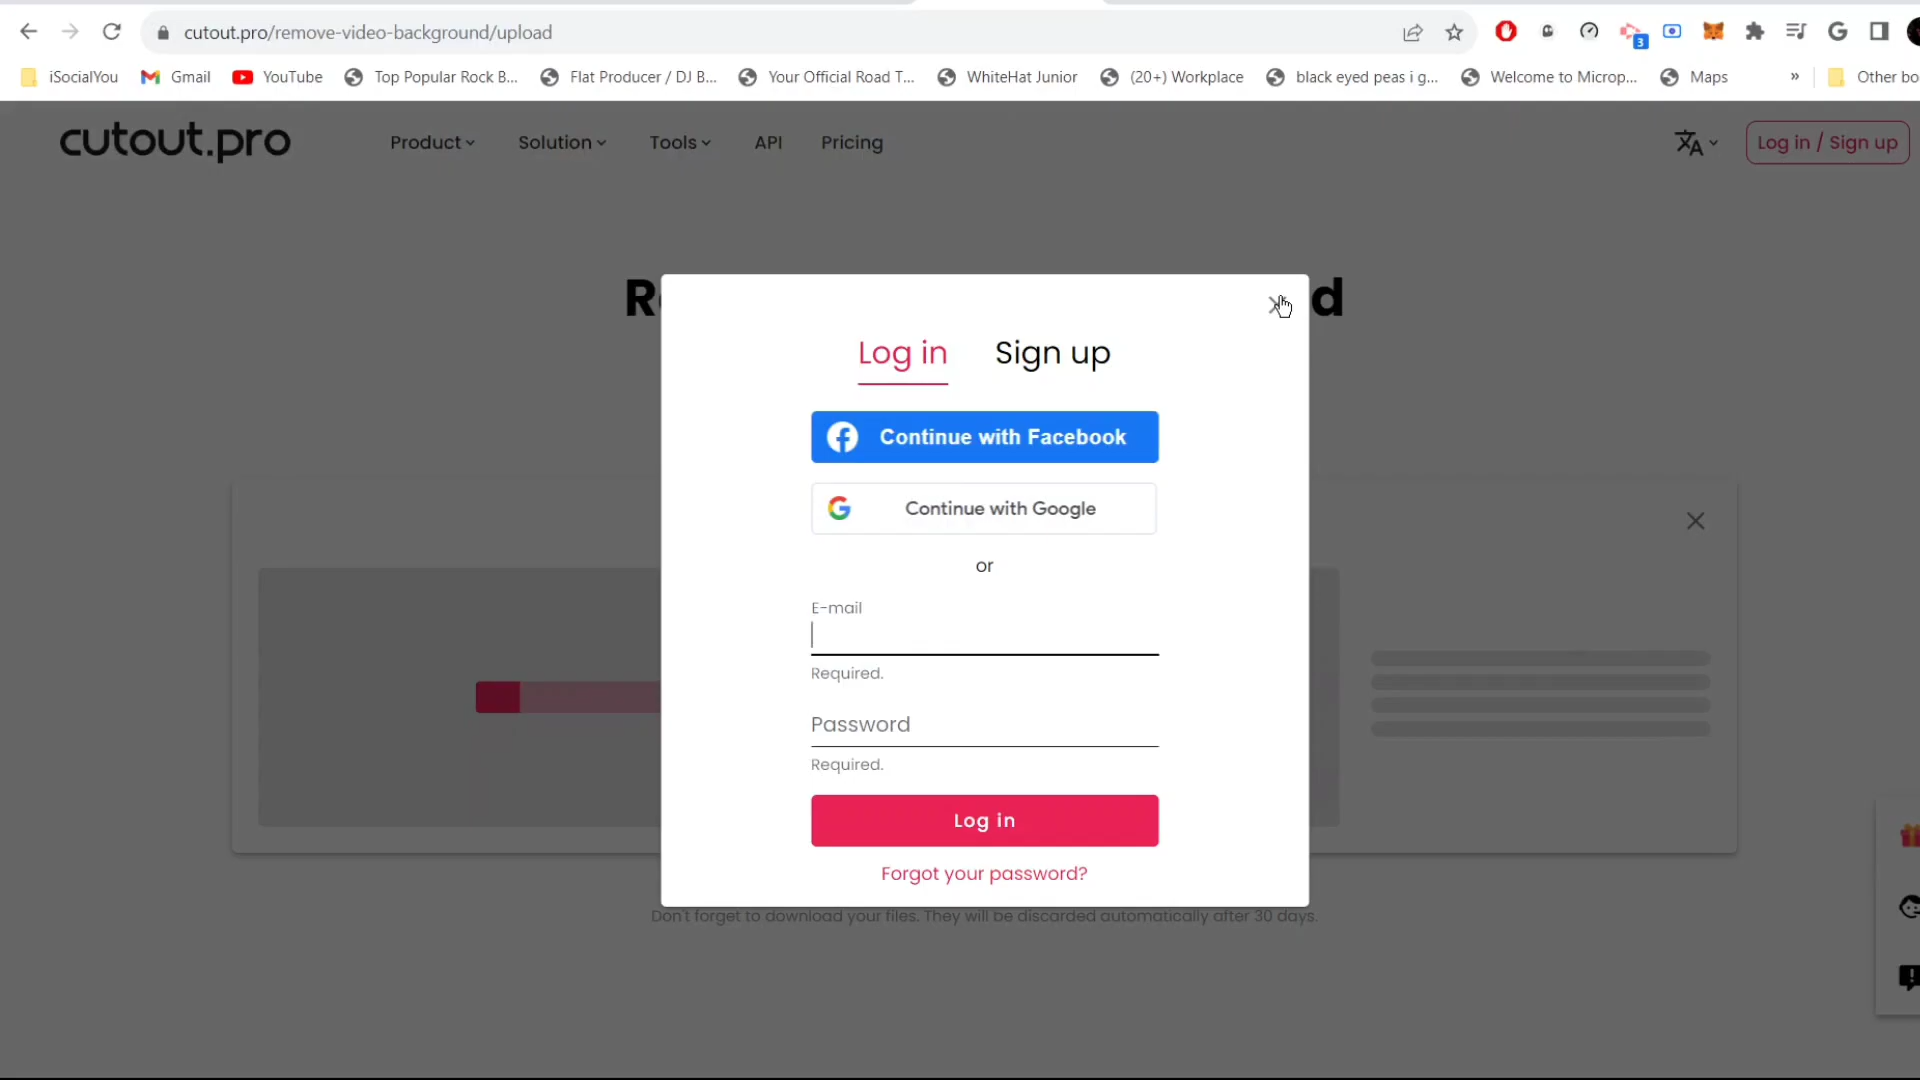 cutout.pro/remove-video-background/upload
3
iSocialYou
Gmail
YouTube
Top Popular Rock B...
Flat Producer / DJ B...
Your Official Road T...
WhiteHat Junior
(20+) Workplace
black eyed peas i g...
Welcome to Microp...
Maps
»
Other bo
cutout.pro
Product
Solution
Tools
API
Pricing
Log in / Sign up
R
d
Log in
Sign up
Continue with Facebook
Continue with Google
or
E-mail
Required.
Password
Required.
Log in
Forgot your password?
Don't forget to download your files. They will be discarded automatically after 30 days.